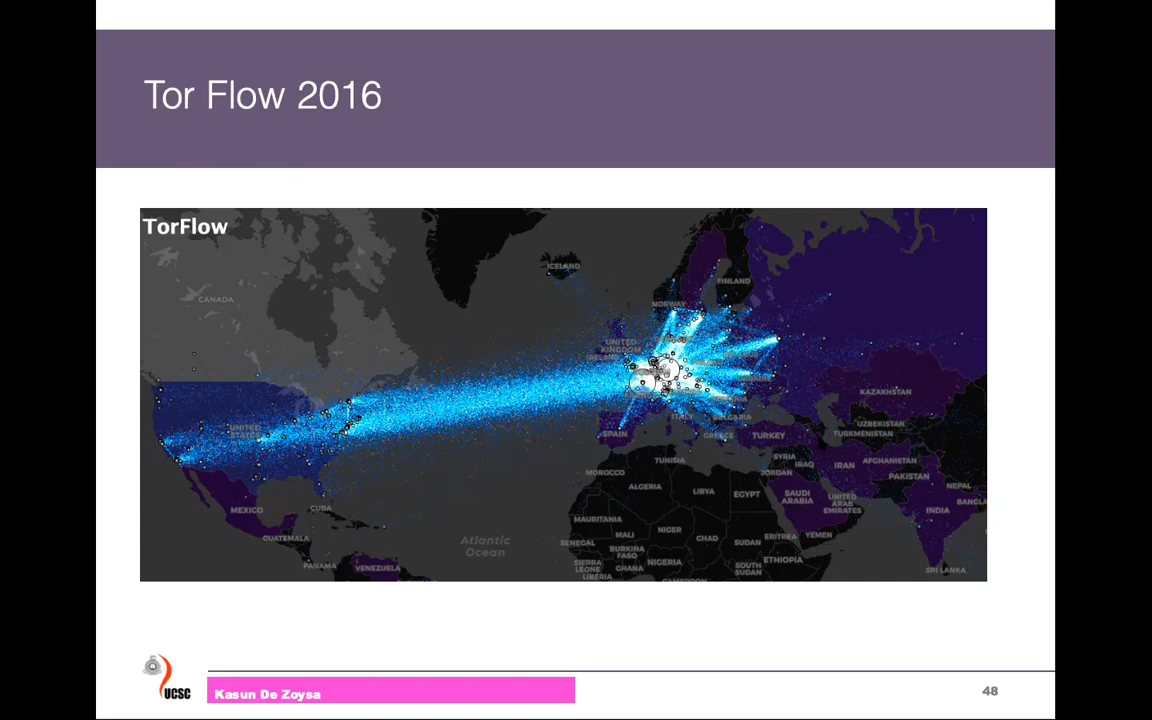 Tor Flow 2016
TorFlow
ICELAND
FINLAND
CANADA
NORWAY
UNITED
KINGDOM
IRELAND
KAZAKHSTAN
UNITED
STATES
UZBEKISTAN
TURKMENISTAN
SPAIN
ITALY
GREECE
TURKEY
SYRIA
IRAQ
IRAN
AFGHANISTAN
PAKISTAN
JORDAN
TUNISIA
MOROCCO
ALGERIA
LIBYA
EGYPT
SAUDI
ARABIA
UNITED
ARAB
EMIRATES
NEPAL
BANGLA
INDIA
MEXICO
CUBA
MAURITANIA
MALI
NIGER
CHAD
SUDAN
ERITREA
YEMEN
GUATEMALA
Atlantic
Ocean
SENEGAL
BURKINA
FASO
SIERRA
LEONE
LIBERIA
GHANA
NIGERIA
SOUTH
SUDAN
ETHIOPIA
PANAMA
VENEZUELA
SRI LANKA
CAMEROON
UCSC
Kasun De Zoysa
48